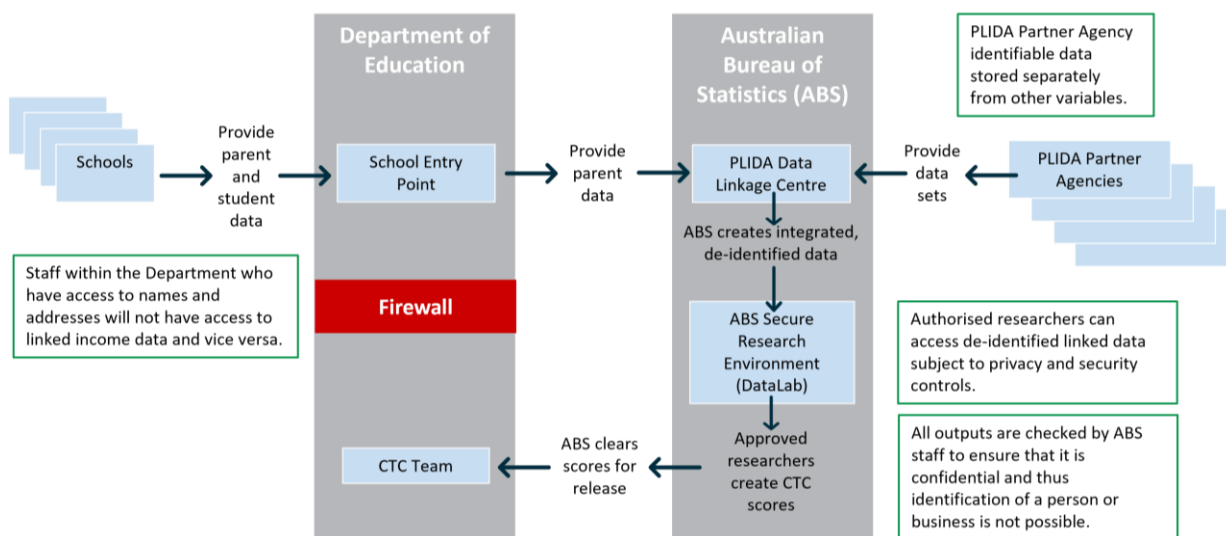 Department of
Education
Australian
Bureau of
Statistics (ABS)
PLIDA Partner Agency
identifiable data
stored separately
from other variables.
Schools
Provide
parent
and
student
data
School Entry
Point
Provide
parent
data
PLIDA Data
Linkage Centre
Provide
data
sets
PLIDA Partner
Agencies
ABS creates integrated,
de-identified data
Staff within the Department who
have access to names and
addresses will not have access to
linked income data and vice versa.
Firewall
ABS Secure
Research
Environment
(DataLab)
Authorised researchers can
access de-identified linked data
subject to privacy and security
controls.
CTC Team
ABS clears
scores for
release
Approved
researchers
create CTC
scores
All outputs are checked by ABS
staff to ensure that it is
confidential and thus
identification of a person or
business is not possible.